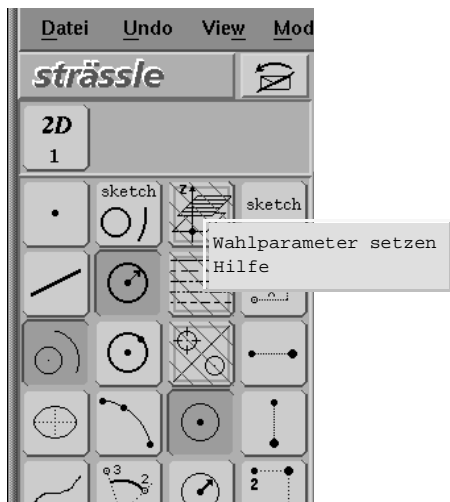 Datei Undo View Mod
strässle
2D
1
sketch
Z
sketch
Wahlparameter setzen
Hilfe
3
2
2